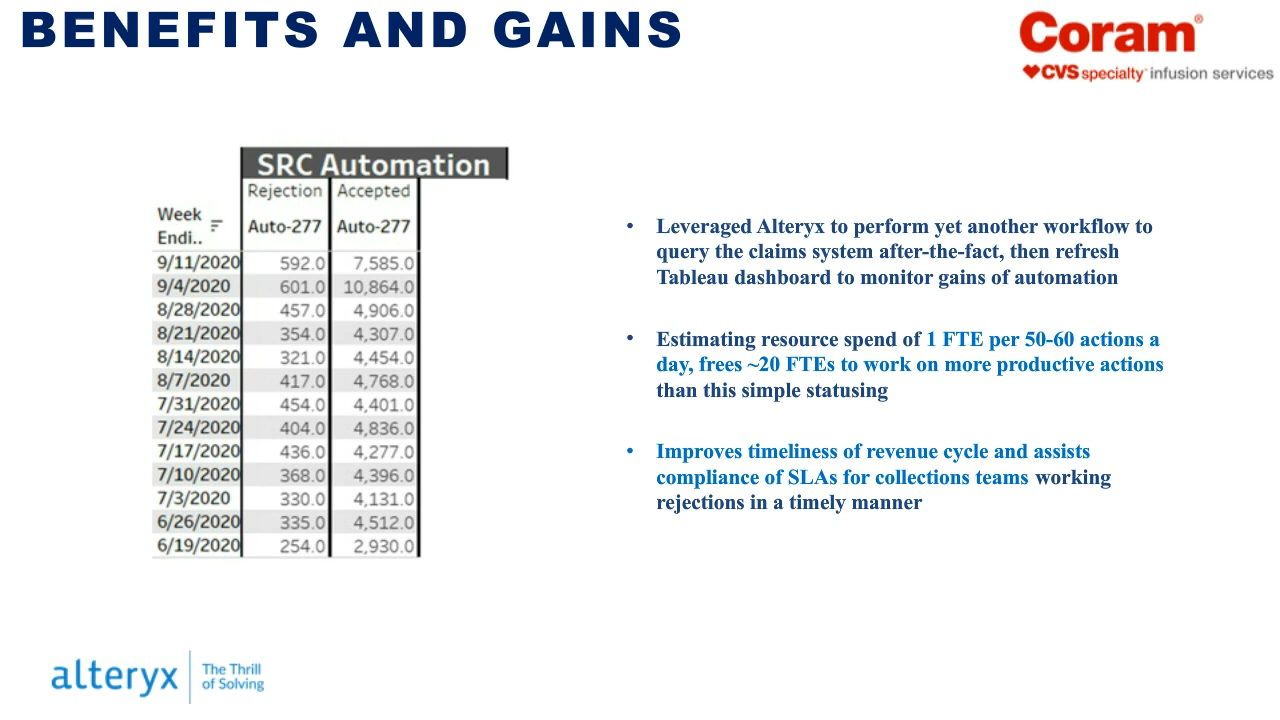 BENEFITS AND GAINS
Coram®
CVS specialty™ infusion services
SRC Automation
Rejection Accepted
Week Endi.. Auto-277 Auto-277
9/11/2020 592.0 7,585.0
9/4/2020 601.0 10,864.0
8/28/2020 457.0 4,906.0
8/21/2020 354.0 4,307.0
8/14/2020 321.0 4,454.0
8/7/2020 417.0 4,768.0
7/31/2020 454.0 4,401.0
7/24/2020 404.0 4,836.0
7/17/2020 436.0 4,277.0
7/10/2020 368.0 4,396.0
7/3/2020 330.0 4,131.0
6/26/2020 335.0 4,512.0
6/19/2020 254.0 2,930.0
• Leveraged Alteryx to perform yet another workflow to
query the claims system after-the-fact, then refresh
Tableau dashboard to monitor gains of automation
• Estimating resource spend of 1 FTE per 50-60 actions a
day, frees ~20 FTEs to work on more productive actions
than this simple statusing
• Improves timeliness of revenue cycle and assists
compliance of SLAs for collections teams working
rejections in a timely manner
alteryx
The Thrill
of Solving